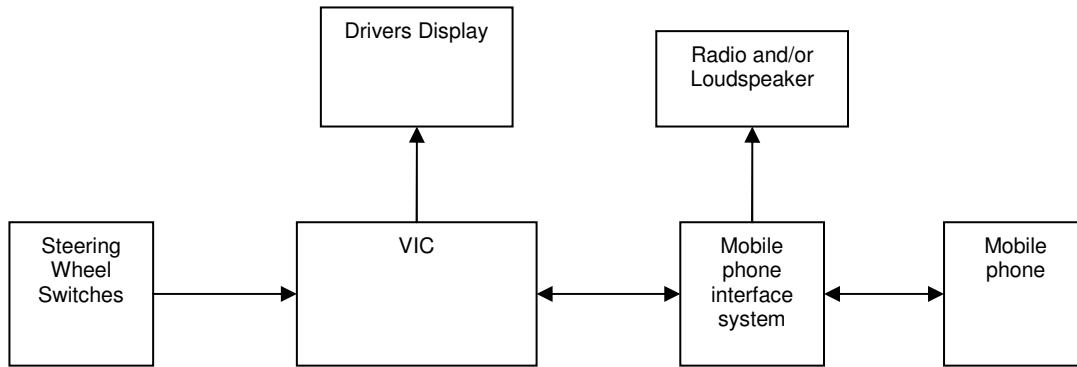 Drivers Display
Radio and/or
Loudspeaker
Steering
Wheel
Switches
VIC
Mobile
phone
interface
system
Mobile
phone